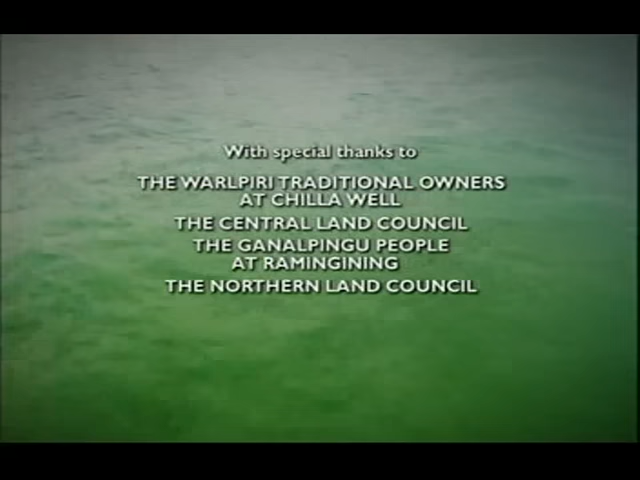 With special thanks to
THE WARLPIRI TRADITIONAL OWNERS
AT CHILLA WELL
THE CENTRAL LAND COUNCIL
THE GANALPINGU PEOPLE
AT RAMINGINING
THE NORTHERN LAND COUNCIL